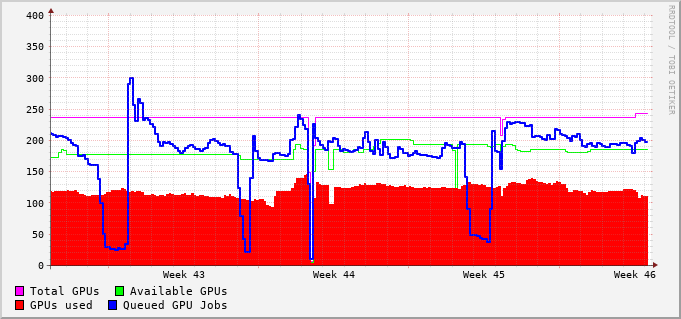 400
350
300
250
200
150
100
50
0
Week 43 Week 44 Week 45 Week 46
Total GPUs Available GPUs
GPUs used Queued GPU Jobs
RRDTOOL / TOBI OETIKER